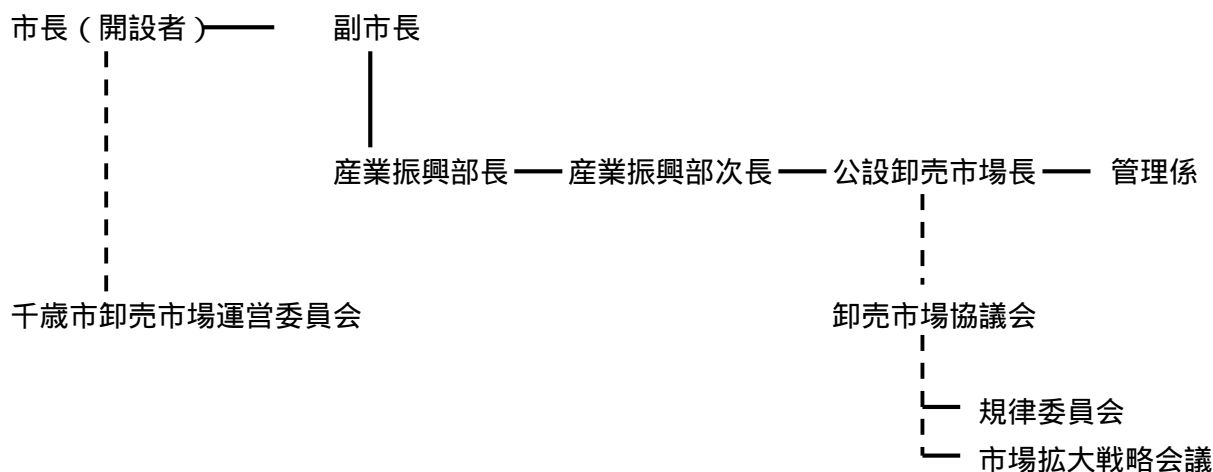 市長（開設者） 副市長
産業振興部長 産業振興部次長 公設卸売市場長 管理係
千歳市卸売市場運営委員会 卸売市場協議会
規律委員会
市場拡大戦略会議